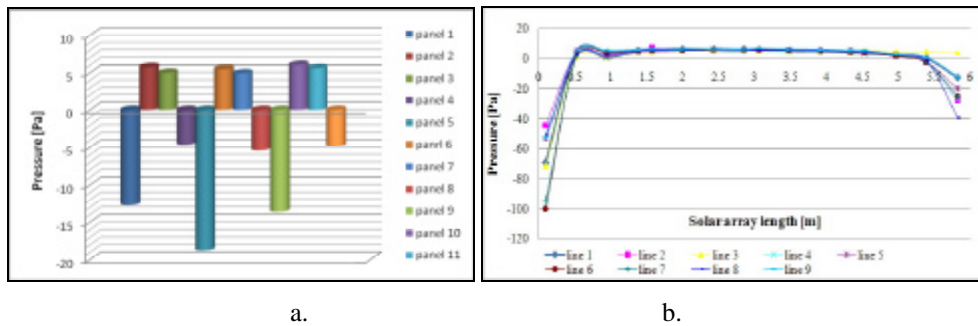 10
5
0
-5
-10
-15
-20
Pressure [Pa]
panel 1
panel 2
panel 3
panel 4
panel 5
panrl 6
panel 7
panel 8
panel 9
panel 10
panel 11
20
0
-20
-40
-60
-80
-100
-120
0 0.5 1 1.5 2 2.5 3 3.5 4 4.5 5 5.5 6
Pressure [Pa]
Solar array length [m]
line 1 line 2 line 3 line 4 line 5
line 6 line 7 line 8 line 9
a. b.